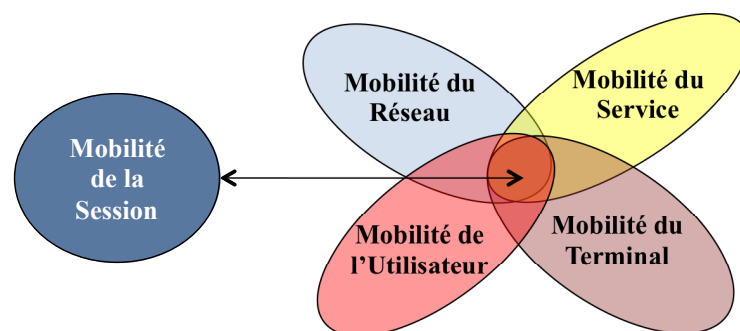 Mobilité
de la
Session
Mobilité du
Réseau
Mobilité du
Service
Mobilité de
l’Utilisateur
Mobilité du
Terminal